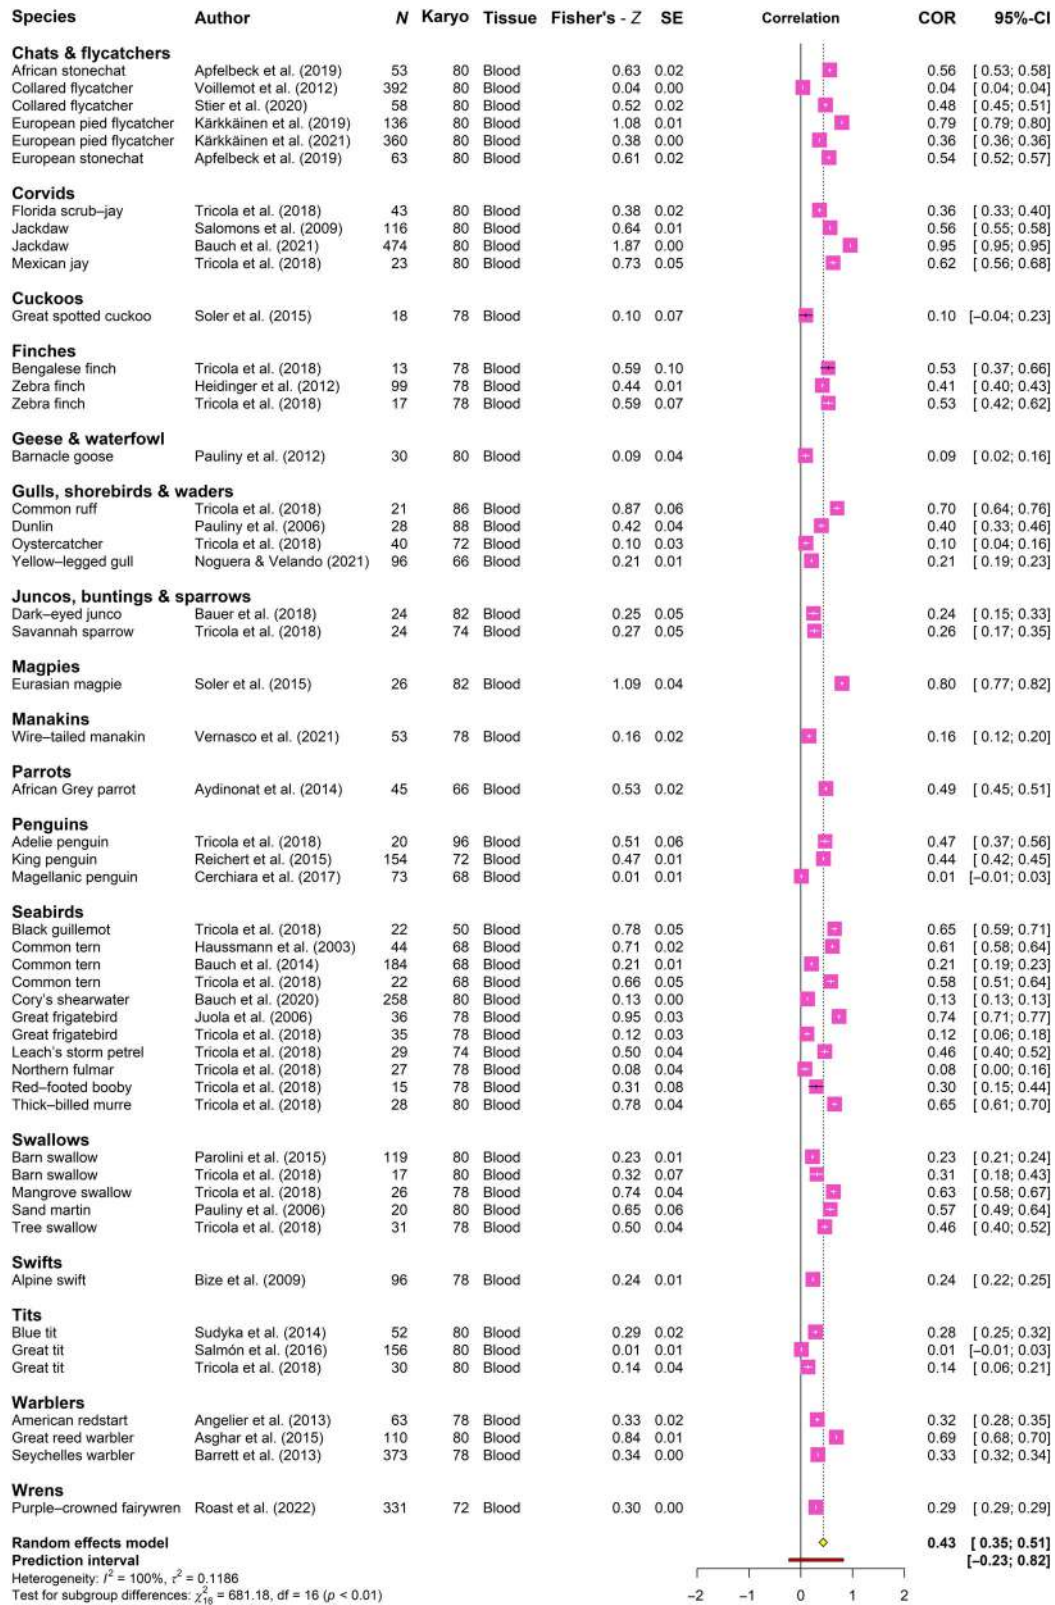 Species Author N Karyo Tissue Fisher's - Z SE Correlation COR 95%-CI
Chats & flycatchers
African stonechat Apfelbeck et al. (2019) 53 80 Blood 0.63 0.02 0.56 [ 0.53; 0.58]
Collared flycatcher Voillemot et al. (2012) 392 80 Blood 0.04 0.00 0.04 [ 0.04; 0.04]
Collared flycatcher Stier et al. (2020) 58 80 Blood 0.52 0.02 0.48 [ 0.45; 0.51]
European pied flycatcher Kärkkäinen et al. (2019) 136 80 Blood 1.08 0.01 0.79 [ 0.79; 0.80]
European pied flycatcher Kärkkäinen et al. (2021) 360 80 Blood 0.38 0.00 0.36 [ 0.36; 0.36]
European stonechat Apfelbeck et al. (2019) 63 80 Blood 0.61 0.02 0.54 [ 0.52; 0.57]
Corvids
Florida scrub–jay Tricola et al. (2018) 43 80 Blood 0.38 0.02 0.36 [ 0.33; 0.40]
Jackdaw Salomons et al. (2009) 116 80 Blood 0.64 0.01 0.56 [ 0.55; 0.58]
Jackdaw Bauch et al. (2021) 474 80 Blood 1.87 0.00 0.95 [ 0.95; 0.95]
Mexican jay Tricola et al. (2018) 23 80 Blood 0.73 0.05 0.62 [ 0.56; 0.68]
Cuckoos
Great spotted cuckoo Soler et al. (2015) 18 78 Blood 0.10 0.07 0.10 [−0.04; 0.23]
Finches
Bengalese finch Tricola et al. (2018) 13 78 Blood 0.59 0.10 0.53 [ 0.37; 0.66]
Zebra finch Heidinger et al. (2012) 99 78 Blood 0.44 0.01 0.41 [ 0.40; 0.43]
Zebra finch Tricola et al. (2018) 17 78 Blood 0.59 0.07 0.53 [ 0.42; 0.62]
Geese & waterfowl
Barnacle goose Pauliny et al. (2012) 30 80 Blood 0.09 0.04 0.09 [ 0.02; 0.16]
Gulls, shorebirds & waders
Common ruff Tricola et al. (2018) 21 86 Blood 0.87 0.06 0.70 [ 0.64; 0.76]
Dunlin Pauliny et al. (2006) 28 88 Blood 0.42 0.04 0.40 [ 0.33; 0.46]
Oystercatcher Tricola et al. (2018) 40 72 Blood 0.10 0.03 0.10 [ 0.04; 0.16]
Yellow–legged gull Noguera & Velando (2021) 96 66 Blood 0.21 0.01 0.21 [ 0.19; 0.23]
Juncos, buntings & sparrows
Dark–eyed junco Bauer et al. (2018) 24 82 Blood 0.25 0.05 0.24 [ 0.15; 0.33]
Savannah sparrow Tricola et al. (2018) 24 74 Blood 0.27 0.05 0.26 [ 0.17; 0.35]
Magpies
Eurasian magpie Soler et al. (2015) 26 82 Blood 1.09 0.04 0.80 [ 0.77; 0.82]
Manakins
Wire–tailed manakin Vernasco et al. (2021) 53 78 Blood 0.16 0.02 0.16 [ 0.12; 0.20]
Parrots
African Grey parrot Aydinonat et al. (2014) 45 66 Blood 0.53 0.02 0.49 [ 0.45; 0.51]
Penguins
Adelie penguin Tricola et al. (2018) 20 96 Blood 0.51 0.06 0.47 [ 0.37; 0.56]
King penguin Reichert et al. (2015) 154 72 Blood 0.47 0.01 0.44 [ 0.42; 0.45]
Magellanic penguin Cerchiara et al. (2017) 73 68 Blood 0.01 0.01 0.01 [−0.01; 0.03]
Seabirds
Black guillemot Tricola et al. (2018) 22 50 Blood 0.78 0.05 0.65 [ 0.59; 0.71]
Common tern Haussmann et al. (2003) 44 68 Blood 0.71 0.02 0.61 [ 0.58; 0.64]
Common tern Bauch et al. (2014) 184 68 Blood 0.21 0.01 0.21 [ 0.19; 0.23]
Common tern Tricola et al. (2018) 22 68 Blood 0.66 0.05 0.58 [ 0.51; 0.64]
Cory's shearwater Bauch et al. (2020) 258 80 Blood 0.13 0.00 0.13 [ 0.13; 0.13]
Great frigatebird Juola et al. (2006) 36 78 Blood 0.95 0.03 0.74 [ 0.71; 0.77]
Great frigatebird Tricola et al. (2018) 35 78 Blood 0.12 0.03 0.12 [ 0.06; 0.18]
Leach's storm petrel Tricola et al. (2018) 29 74 Blood 0.50 0.04 0.46 [ 0.40; 0.52]
Northern fulmar Tricola et al. (2018) 27 78 Blood 0.08 0.04 0.08 [ 0.00; 0.16]
Red–footed booby Tricola et al. (2018) 15 78 Blood 0.31 0.08 0.30 [ 0.15; 0.44]
Thick–billed murre Tricola et al. (2018) 28 80 Blood 0.78 0.04 0.65 [ 0.61; 0.70]
Swallows
Barn swallow Parolini et al. (2015) 119 80 Blood 0.23 0.01 0.23 [ 0.21; 0.24]
Barn swallow Tricola et al. (2018) 17 80 Blood 0.32 0.07 0.31 [ 0.18; 0.43]
Mangrove swallow Tricola et al. (2018) 26 78 Blood 0.74 0.04 0.63 [ 0.58; 0.67]
Sand martin Pauliny et al. (2006) 20 80 Blood 0.65 0.06 0.57 [ 0.49; 0.64]
Tree swallow Tricola et al. (2018) 31 78 Blood 0.50 0.04 0.46 [ 0.40; 0.52]
Swifts
Alpine swift Bize et al. (2009) 96 78 Blood 0.24 0.01 0.24 [ 0.22; 0.25]
Tits
Blue tit Sudyka et al. (2014) 52 80 Blood 0.29 0.02 0.28 [ 0.25; 0.32]
Great tit Salmón et al. (2016) 156 80 Blood 0.01 0.01 0.01 [−0.01; 0.03]
Great tit Tricola et al. (2018) 30 80 Blood 0.14 0.04 0.14 [ 0.06; 0.21]
Warblers
American redstart Angelier et al. (2013) 63 78 Blood 0.33 0.02 0.32 [ 0.28; 0.35]
Great reed warbler Asghar et al. (2015) 110 80 Blood 0.84 0.01 0.69 [ 0.68; 0.70]
Seychelles warbler Barrett et al. (2013) 373 78 Blood 0.34 0.00 0.33 [ 0.32; 0.34]
Wrens
Purple–crowned fairywren Roast et al. (2022) 331 72 Blood 0.30 0.00 0.29 [ 0.29; 0.29]
Random effects model 0.43 [ 0.35; 0.51]
Prediction interval [−0.23; 0.82]
Heterogeneity: I² = 100%, τ² = 0.1186
Test for subgroup differences: χ²₁₆ = 681.18, df = 16 (p < 0.01)
−2 −1 0 1 2